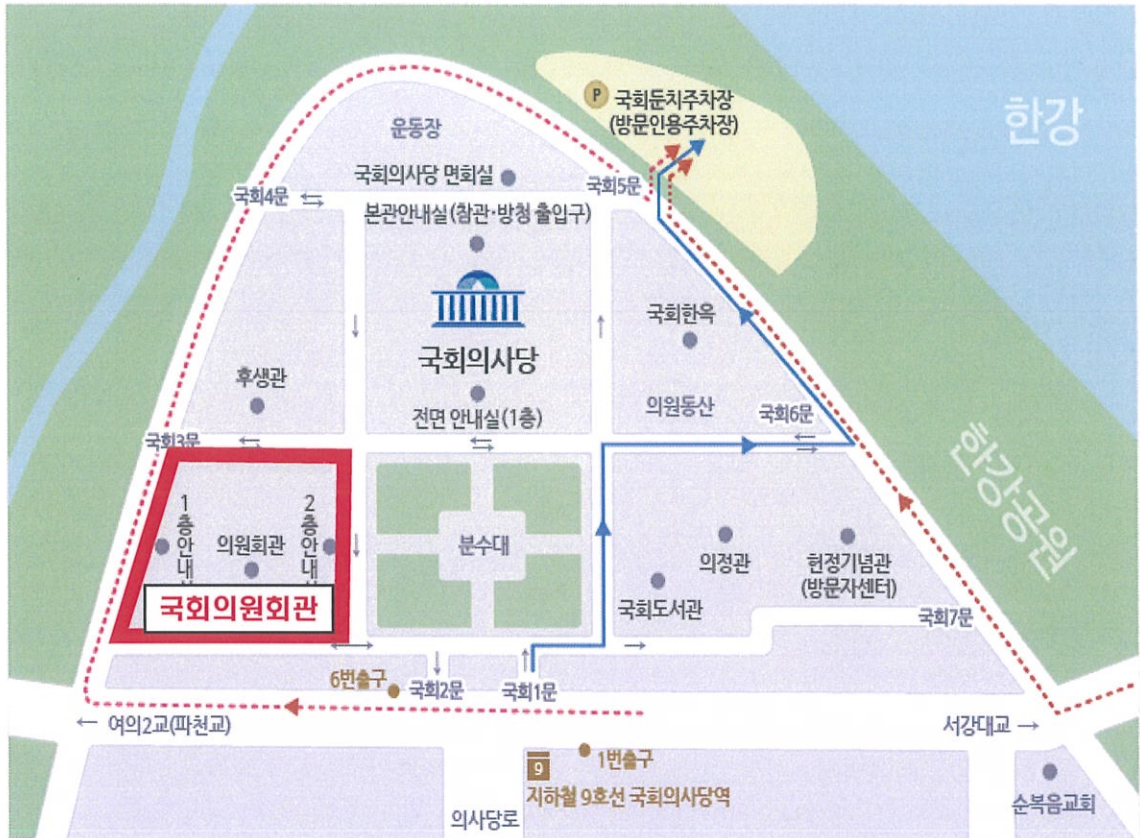 P 국회둔치주차장
(방문인용주차장)
한강
운동장
국회의사당 면회실
국회4문
국회5문
본관안내실(참관·방청 출입구)
국회한옥
국회의사당
후생관
전면 안내실(1층)
의원동산
국회6문
국회3문
한강공원
1층안내
의원회관
2층안내
분수대
의정관
헌정기념관
(방문자센터)
국회의원회관
국회도서관
국회7문
6번출구
국회2문
국회1문
← 여의2교(파천교)
서강대교 →
1번출구
9
지하철 9호선 국회의사당역
의사당로
순복음교회